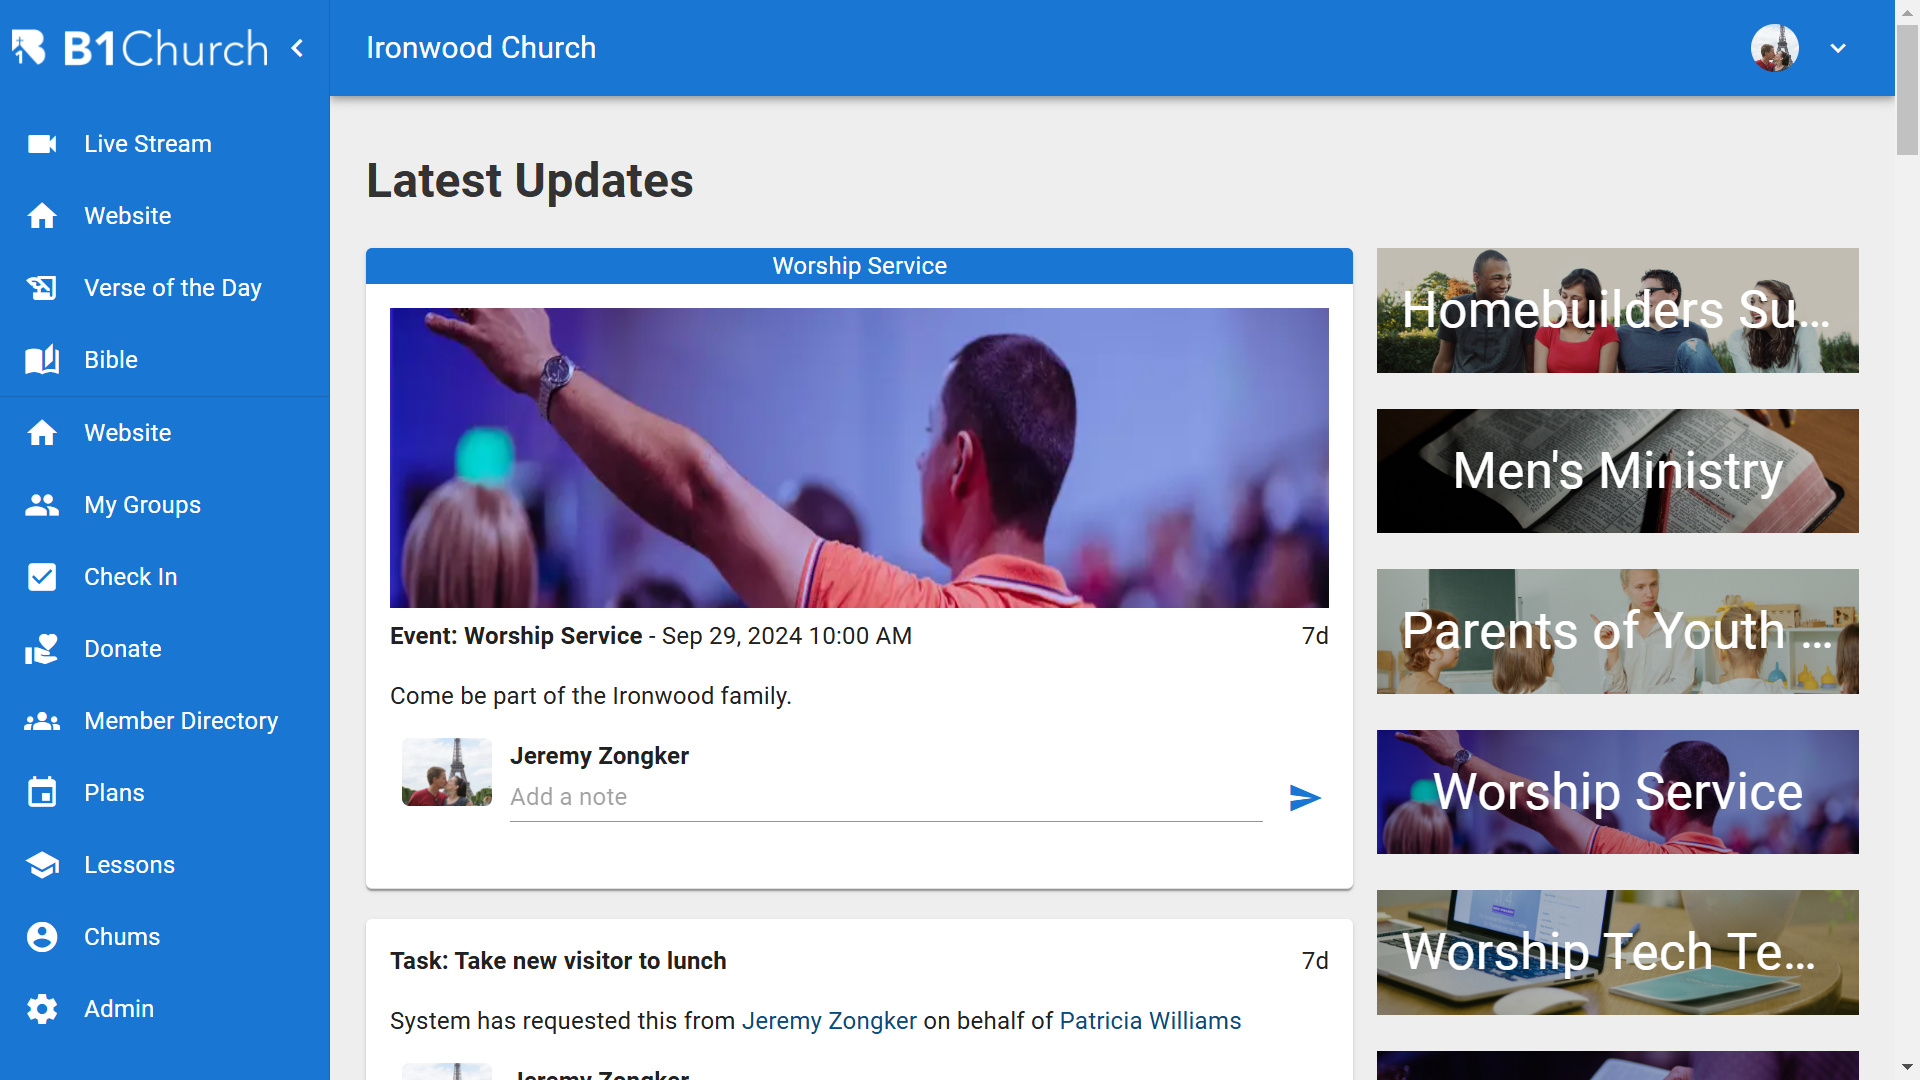 B1Church
Ironwood Church
Live Stream
Website
Verse of the Day
Bible
Website
My Groups
Check In
Donate
Member Directory
Plans
Lessons
Chums
Admin
Latest Updates
Worship Service
Event: Worship Service - Sep 29, 2024 10:00 AM
7d
Come be part of the Ironwood family.
Jeremy Zongker
Add a note
Task: Take new visitor to lunch
7d
System has requested this from Jeremy Zongker on behalf of Patricia Williams
Jeremy Zongker
Homebuilders Su...
Men's Ministry
Parents of Youth ...
Worship Service
Worship Tech Te...